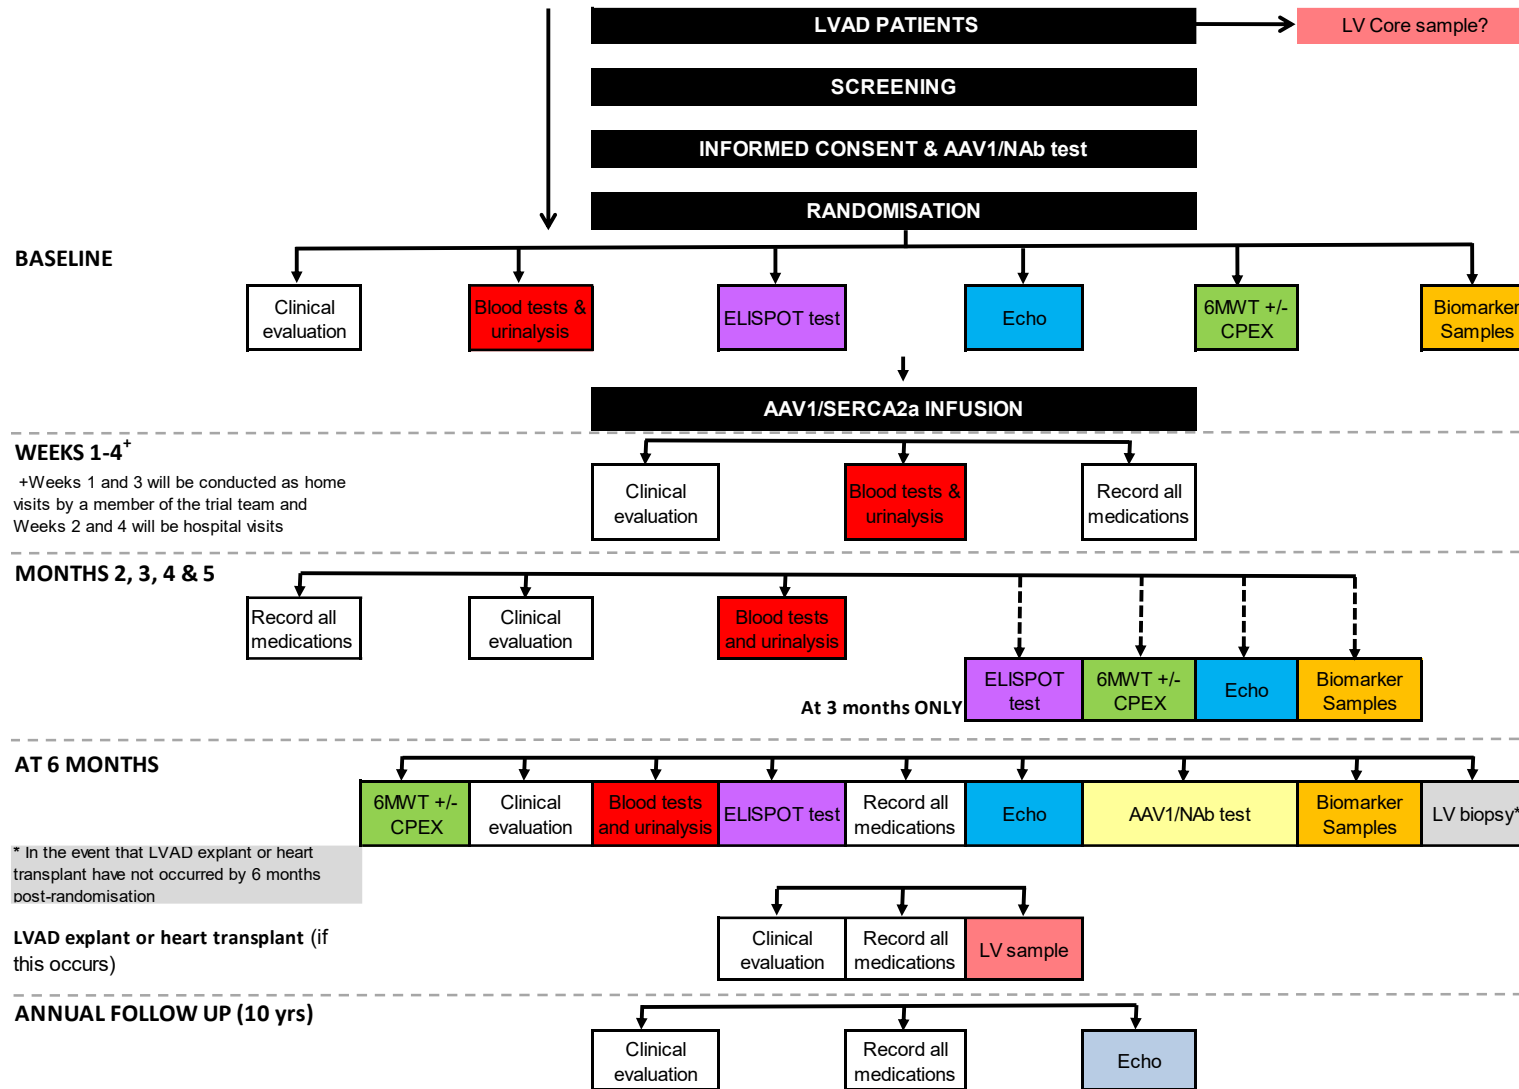 LVAD PATIENTS
LV Core sample?
SCREENING
INFORMED CONSENT & AAV1/NAb test
RANDOMISATION
BASELINE
Clinical
evaluation
Blood tests &
urinalysis
ELISPOT test
Echo
6MWT +/-
CPEX
Biomarker
Samples
AAV1/SERCA2a INFUSION
WEEKS 1-4+
+Weeks 1 and 3 will be conducted as home
visits by a member of the trial team and
Weeks 2 and 4 will be hospital visits
Clinical
evaluation
Blood tests &
urinalysis
Record all
medications
MONTHS 2, 3, 4 & 5
Record all
medications
Clinical
evaluation
Blood tests
and urinalysis
At 3 months ONLY
ELISPOT
test
6MWT +/-
CPEX
Echo
Biomarker
Samples
AT 6 MONTHS
6MWT +/-
CPEX
Clinical
evaluation
Blood tests
and urinalysis
ELISPOT test
Record all
medications
Echo
AAV1/NAb test
Biomarker
Samples
LV biopsy*
* In the event that LVAD explant or heart
transplant have not occurred by 6 months
post-randomisation
LVAD explant or heart transplant (if
this occurs)
Clinical
evaluation
Record all
medications
LV sample
ANNUAL FOLLOW UP (10 yrs)
Clinical
evaluation
Record all
medications
Echo